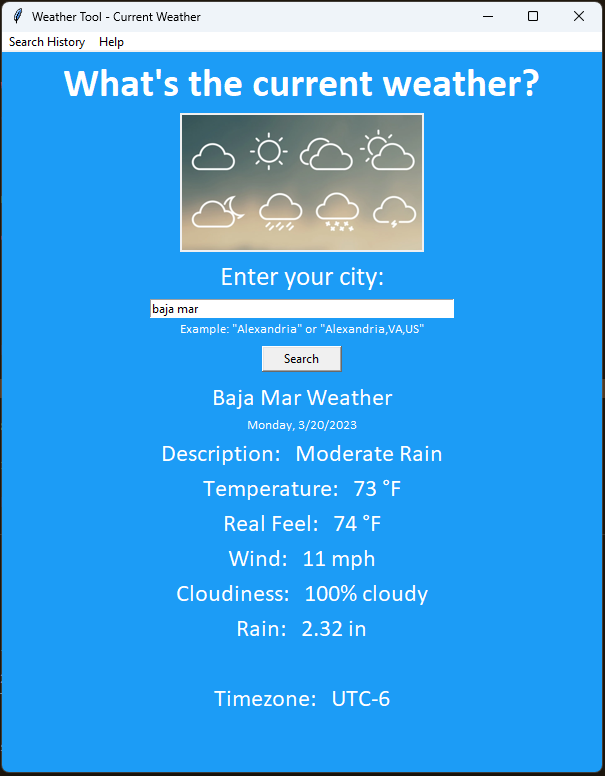 Weather Tool - Current Weather
Search History Help
What's the current weather?
Enter your city:
baja mar
Example: "Alexandria" or "Alexandria,VA,US"
Search
Baja Mar Weather
Monday, 3/20/2023
Description: Moderate Rain
Temperature: 73 °F
Real Feel: 74 °F
Wind: 11 mph
Cloudiness: 100% cloudy
Rain: 2.32 in
Timezone: UTC-6